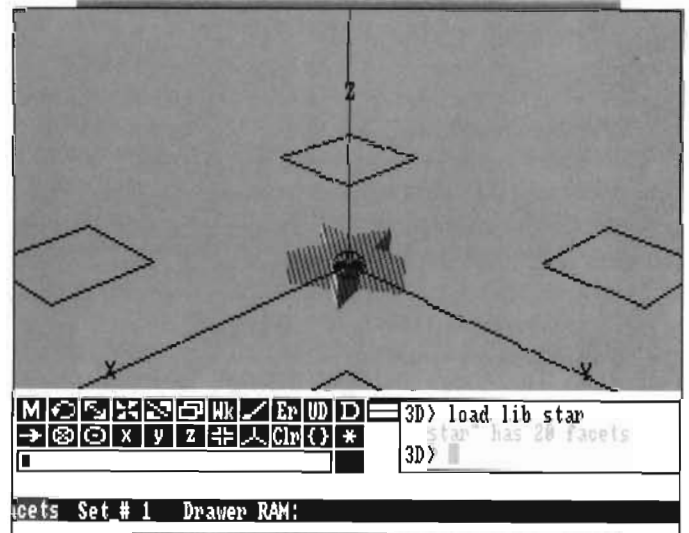 Z
X
Y
M Wk Er UD D
x y z Clr {} *
3D> load lib star
star" has 20 facets
3D>
acets Set # 1 Drawer RAM: